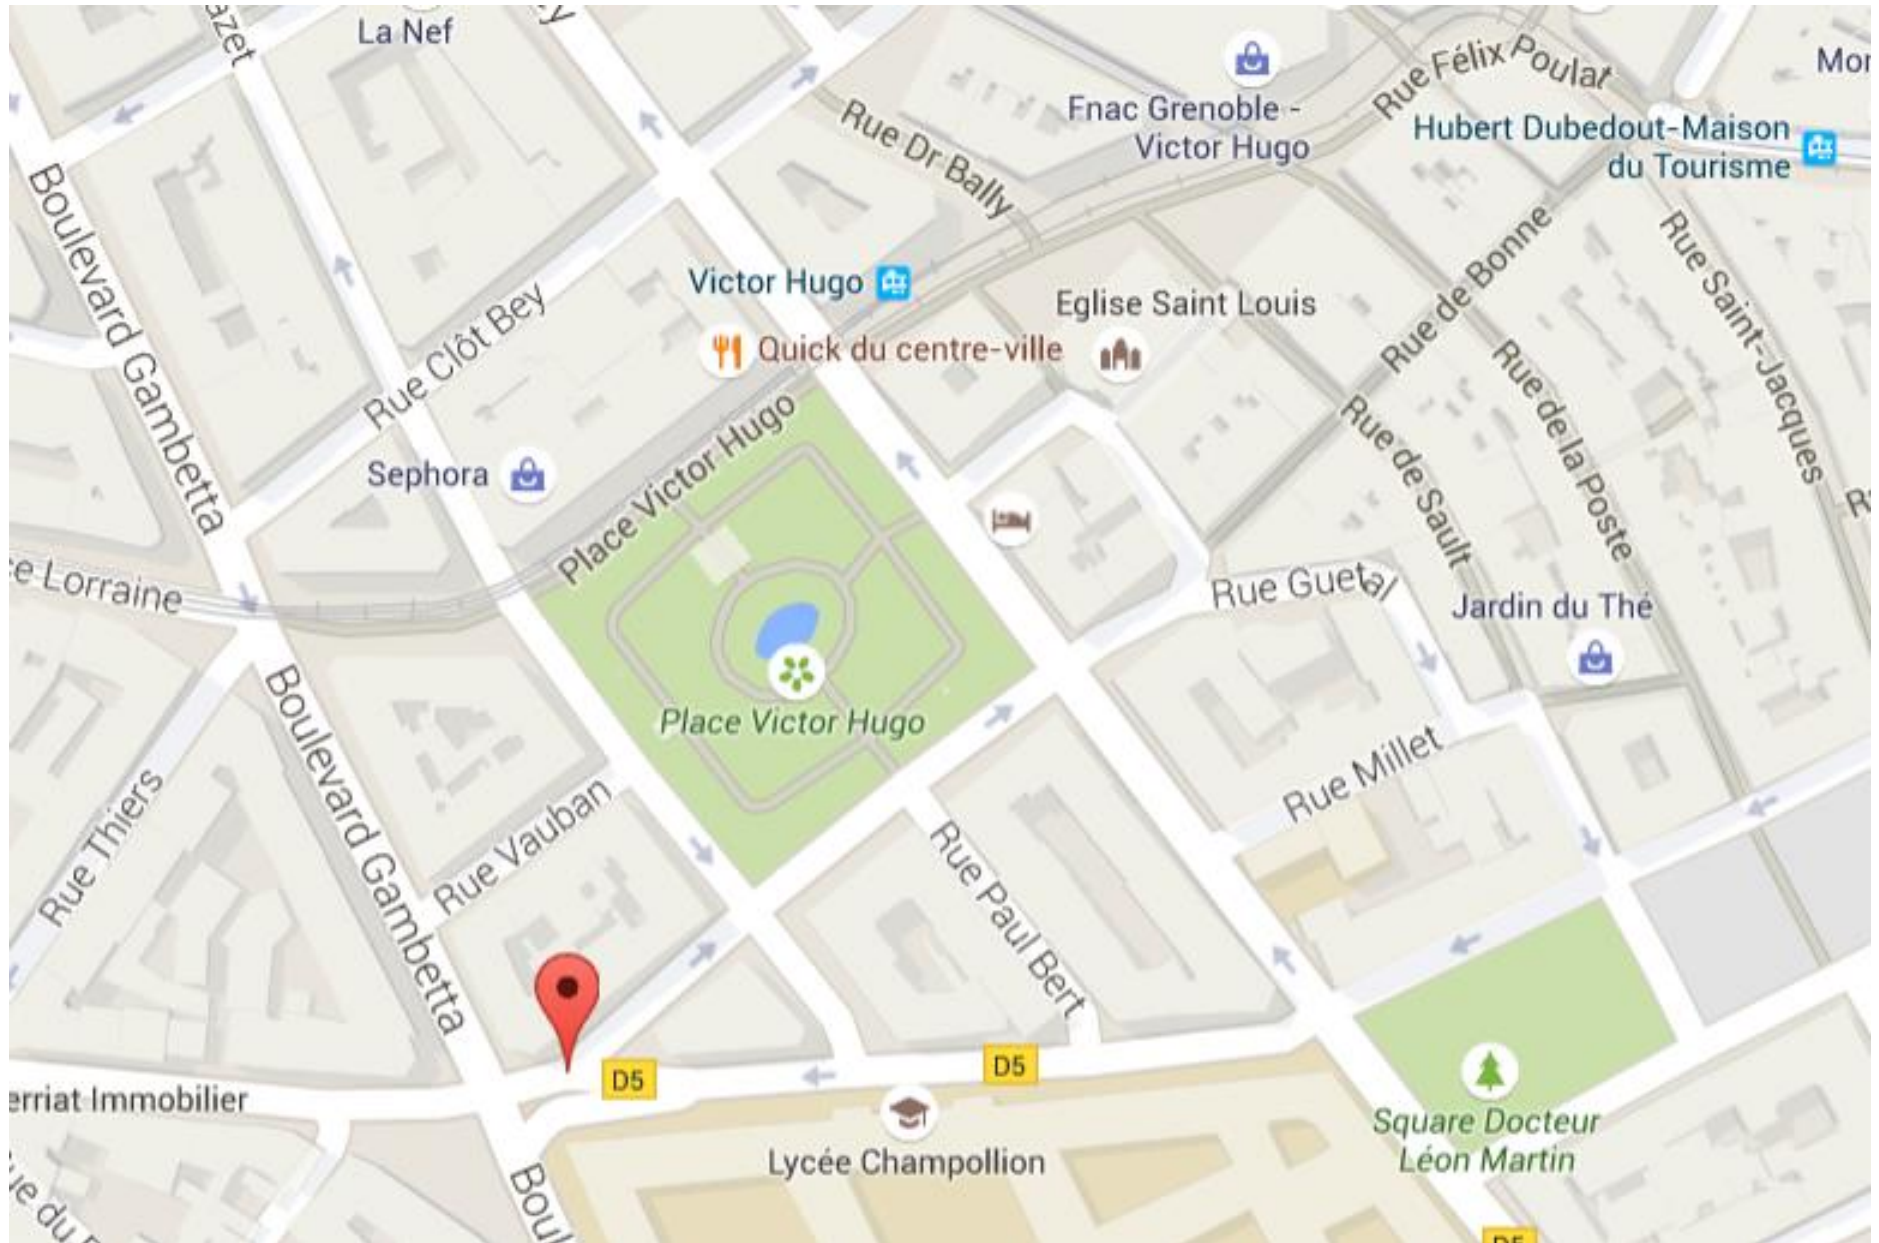 azet
La Nef
Rue Félix Poulat
Fnac Grenoble -
Victor Hugo
Hubert Dubedout-Maison
du Tourisme
Rue Dr Bally
Boulevard Gambetta
Victor Hugo
Eglise Saint Louis
Quick du centre-ville
Rue Clôt Bey
Rue de Bonne
Rue Saint-Jacques
Rue de la Poste
Rue de Sault
Sephora
Place Victor Hugo
e Lorraine
Rue Guetal
Jardin du Thé
Place Victor Hugo
Boulevard Gambetta
Rue Millet
Rue Vauban
Rue Thiers
Rue Paul Bert
D5
D5
erriat Immobilier
Lycée Champollion
Square Docteur
Léon Martin
Boul
D5